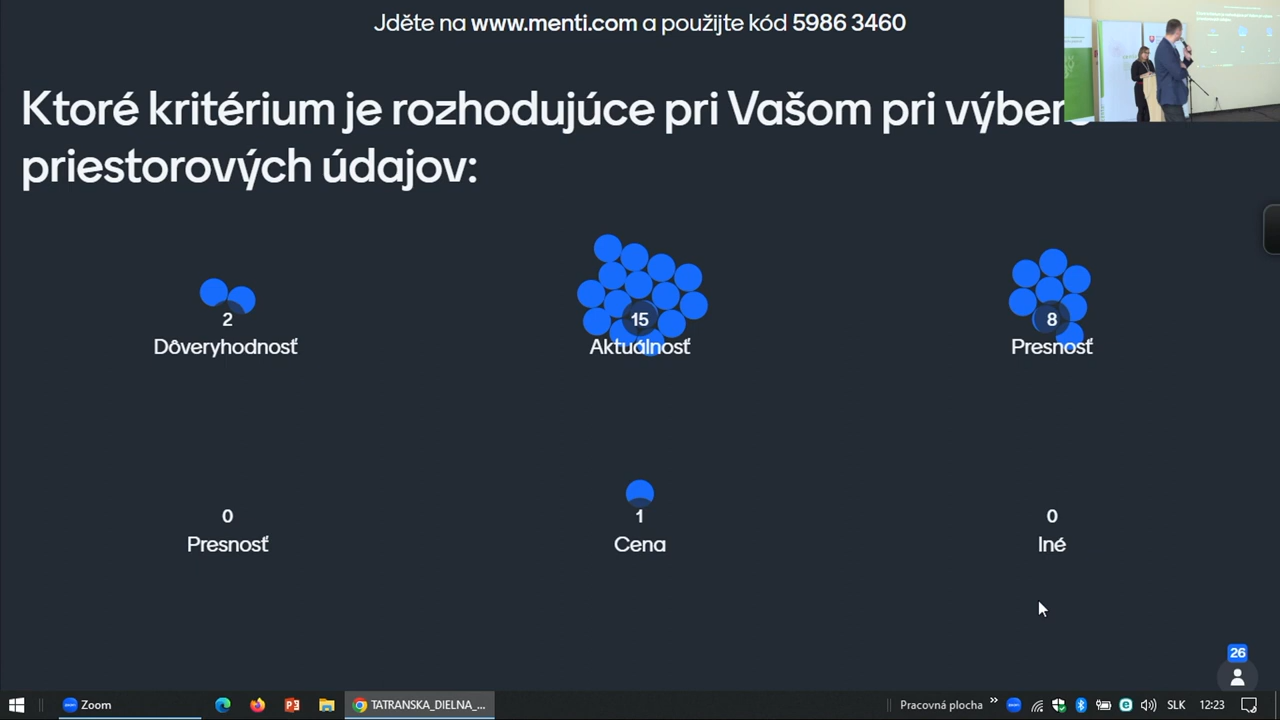 Jděte na www.menti.com a použijte kód 5986 3460
Ktoré kritérium je rozhodujúce pri Vašom pri výbere
priestorových údajov:
2
Dôveryhodnosť
15
Aktuálnosť
8
Presnosť
0
Presnosť
1
Cena
0
Iné
26
Zoom
TATRANSKA_DIELNA_...
Pracovná plocha
SLK
12:23